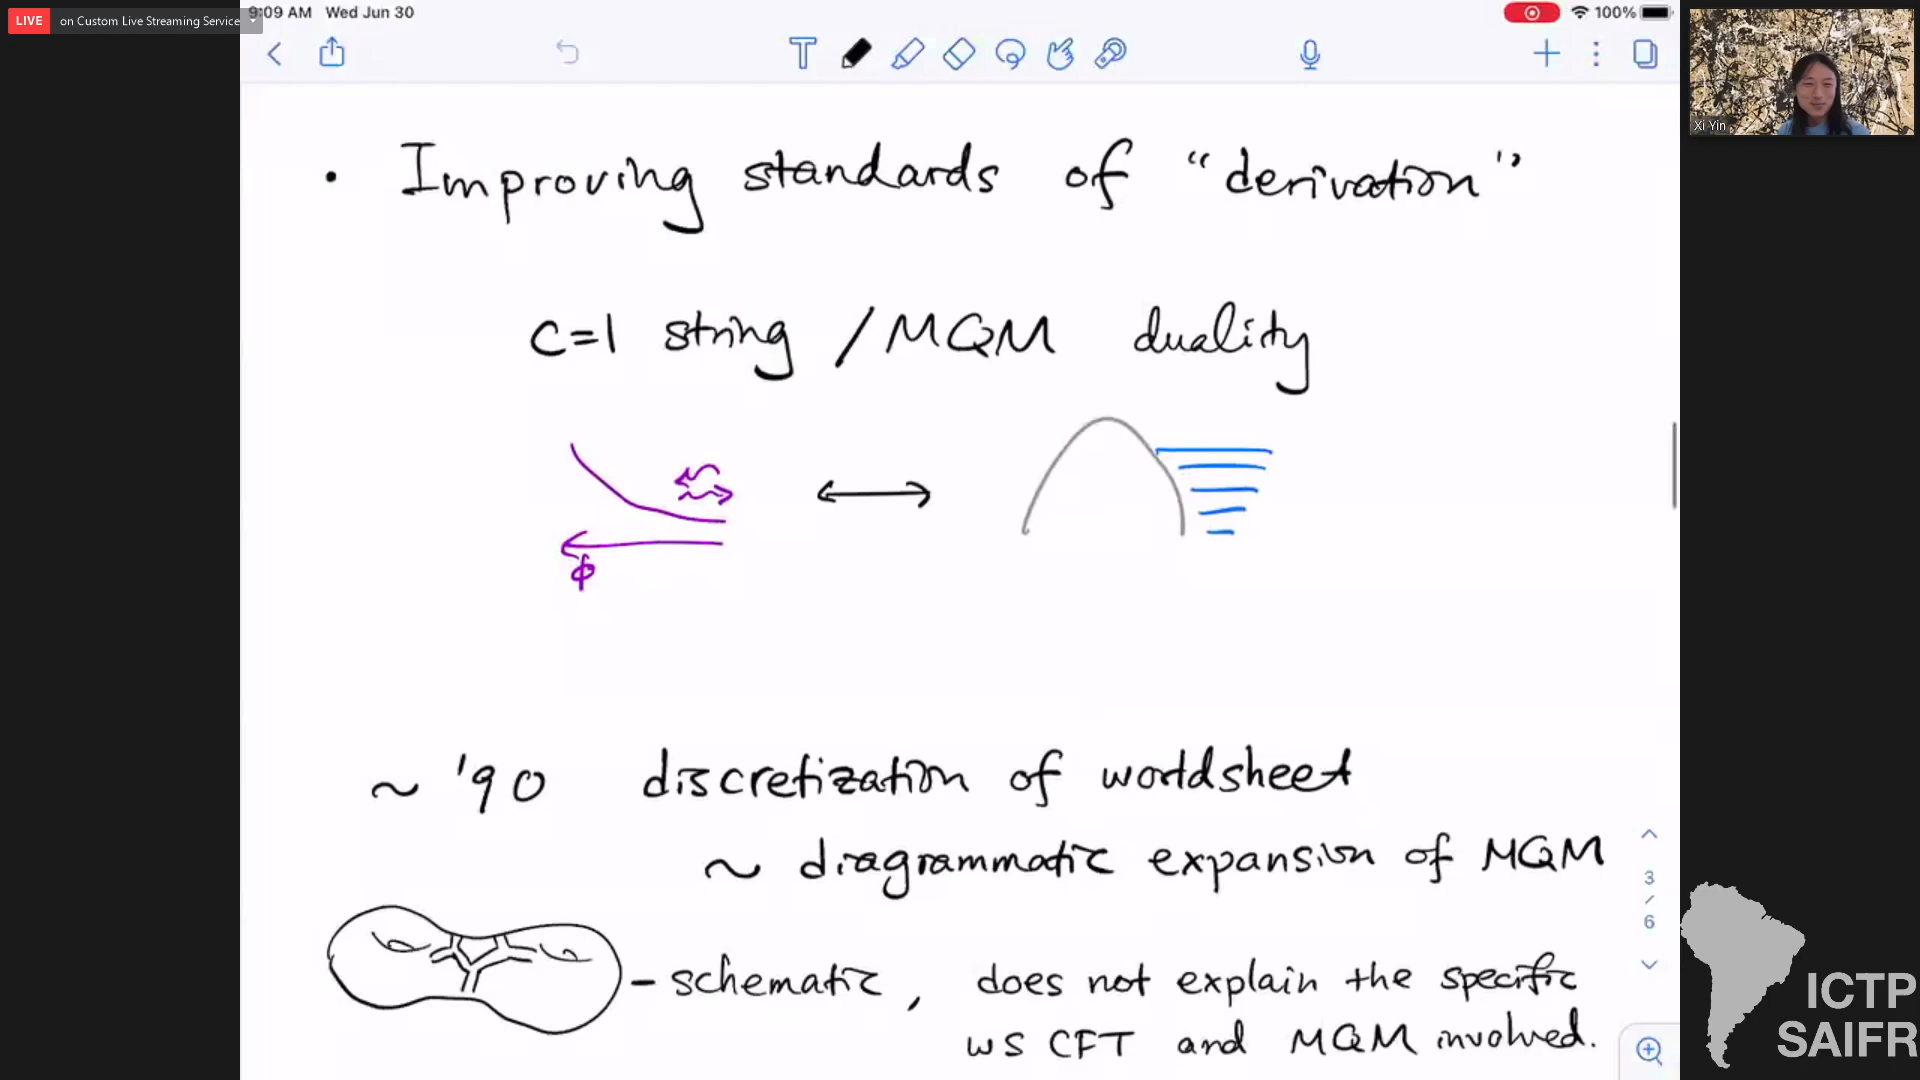 LIVE on Custom Live Streaming Service
9:09 AM Wed Jun 30
100%
Xi Yin
• Improving standards of "derivation"
c=1 string / MQM duality
ϕ
~ '90 discretization of worldsheet
~ diagrammatic expansion of MQM
- schematic, does not explain the specific
WS CFT and MQM involved.
3
/
6
ICTP
SAIFR